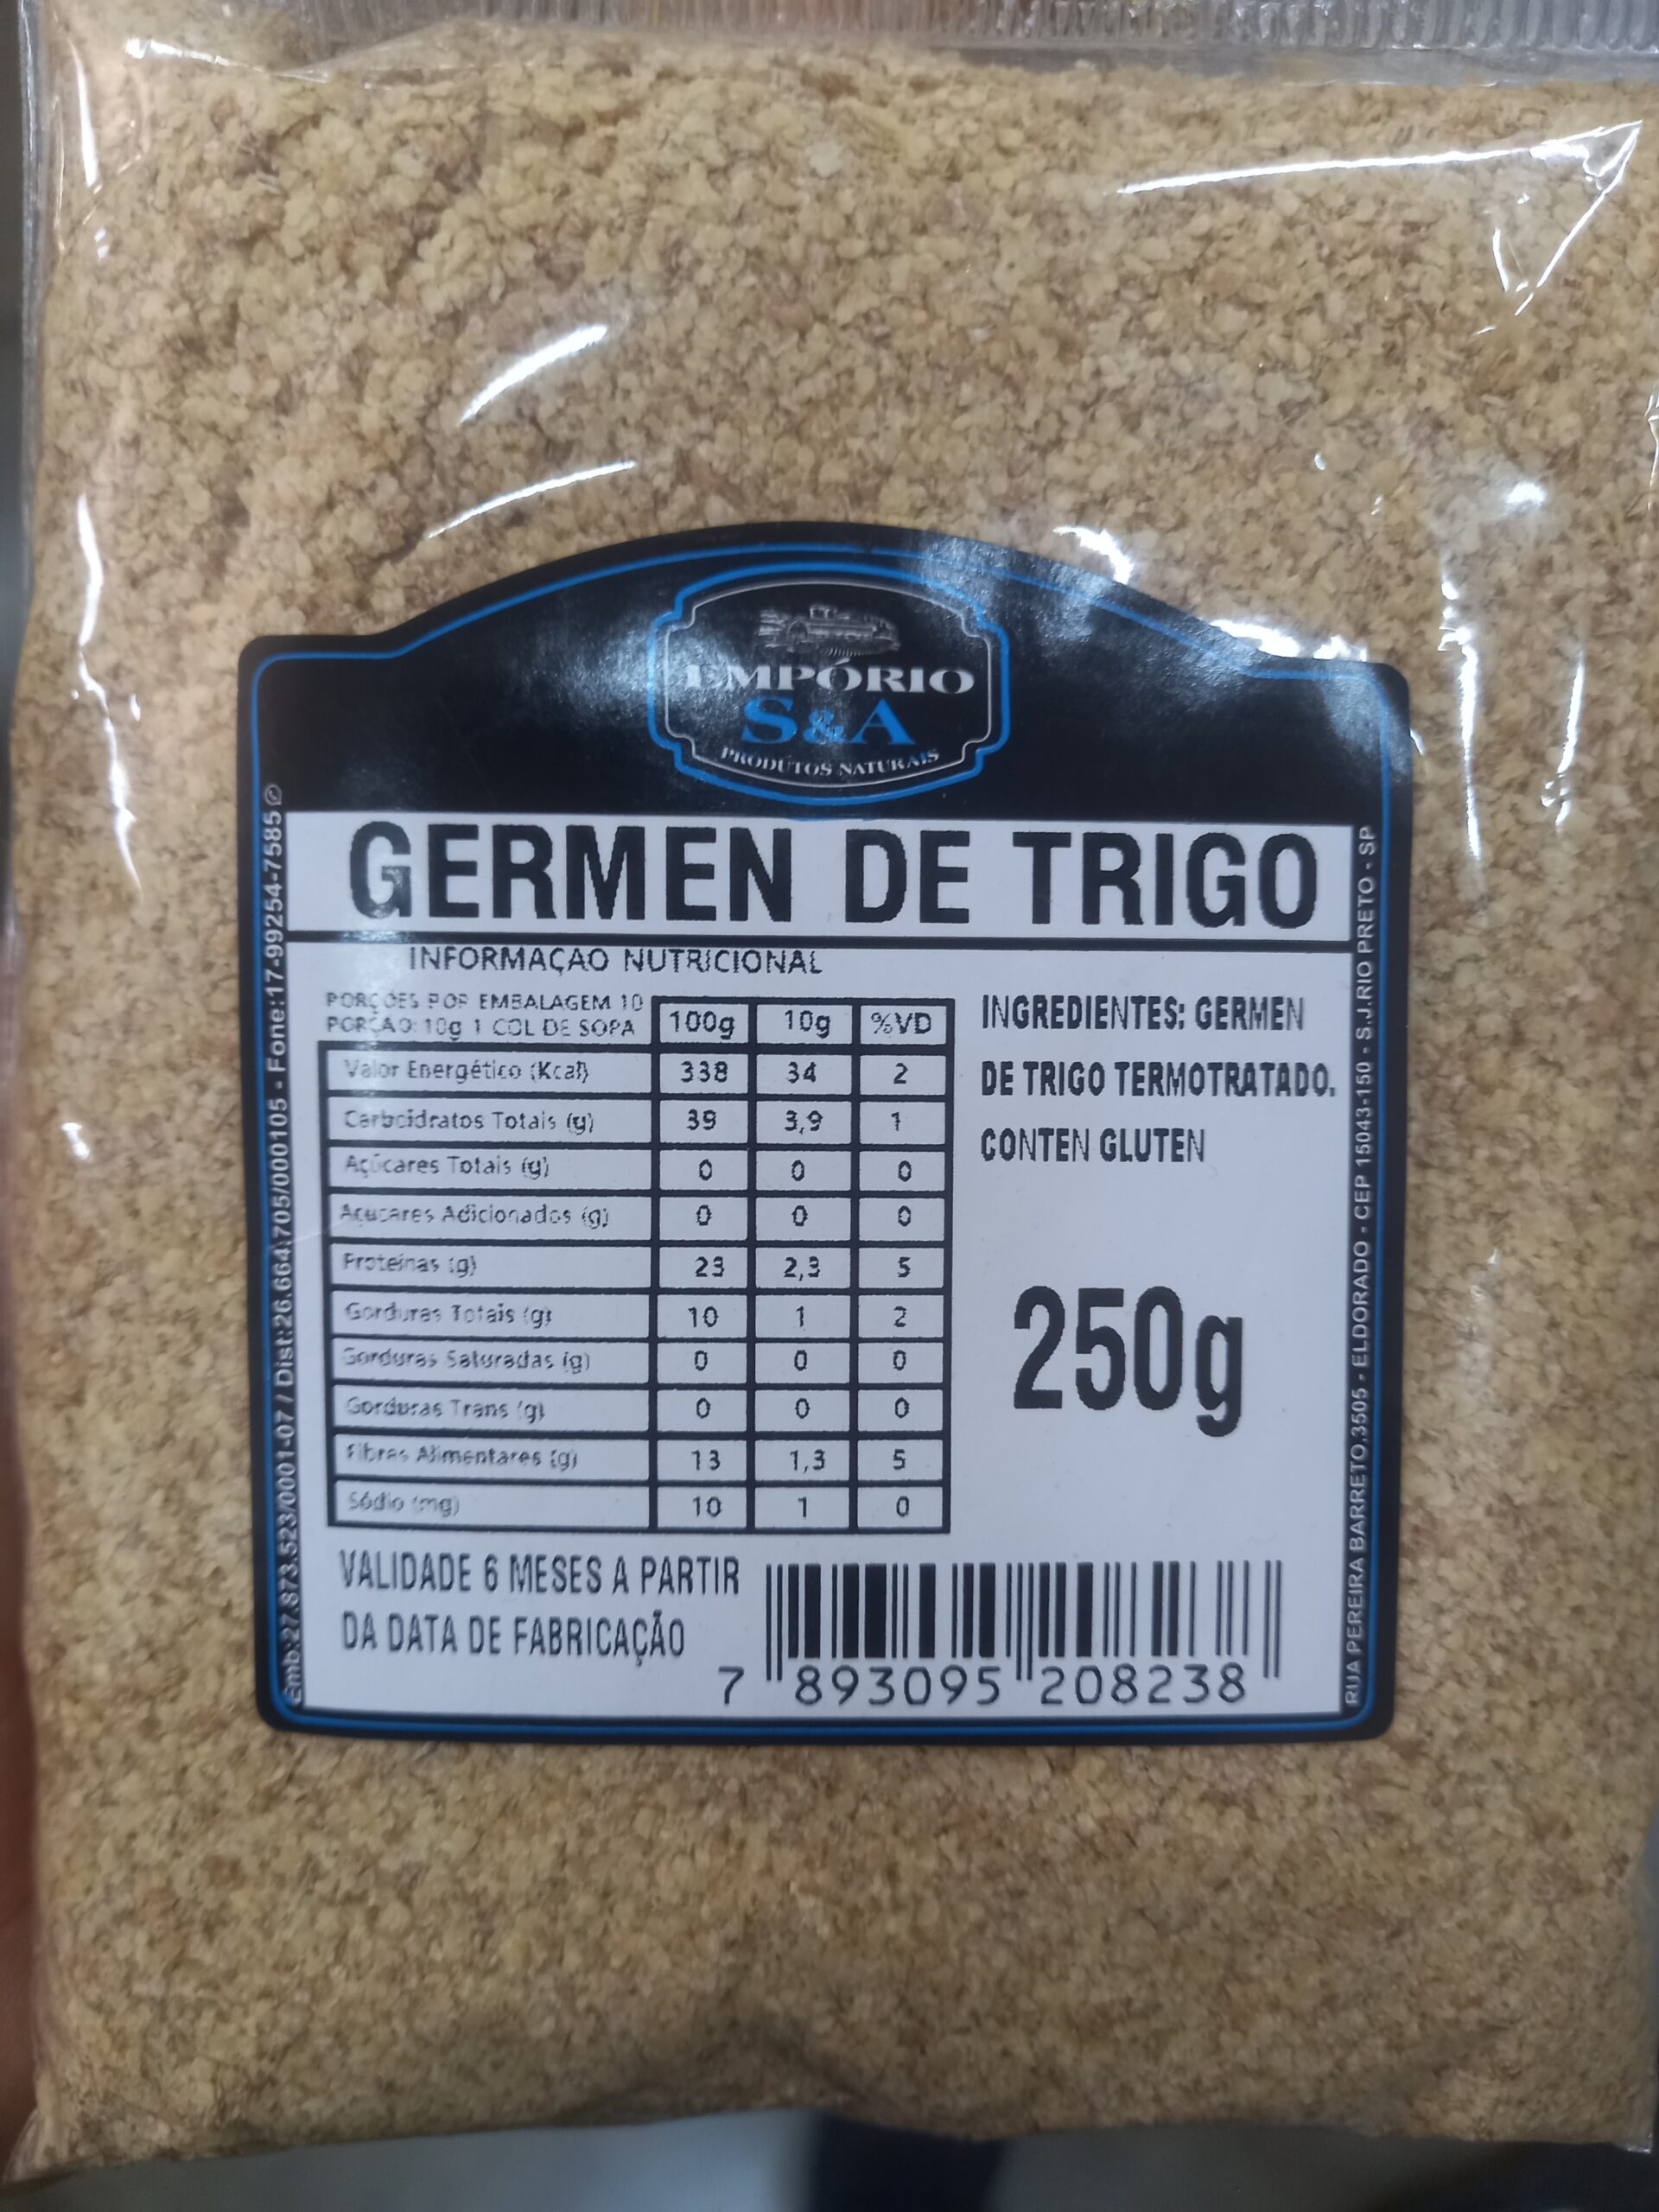 EMPÓRIO
S&A
PRODUTOS NATURAIS
GERMEN DE TRIGO
INFORMAÇÃO NUTRICIONAL
PORÇÕES POR EMBALAGEM 10
PORÇÃO: 10g 1 COL DE SOPA 100g 10g %VD
Valor Energético (Kcal) 338 34 2
Carboidratos Totais (g) 39 3,9 1
Açúcares Totais (g) 0 0 0
Açucares Adicionados (g) 0 0 0
Proteínas (g) 23 2,3 5
Gorduras Totais (g) 10 1 2
Gorduras Saturadas (g) 0 0 0
Gorduras Trans (g) 0 0 0
Fibras Alimentares (g) 13 1,3 5
Sódio (mg) 10 1 0
INGREDIENTES: GERMEN
DE TRIGO TERMOTRATADO.
CONTEN GLUTEN
250g
VALIDADE 6 MESES A PARTIR
DA DATA DE FABRICAÇÃO
7 893095 208238
Emb:27.873.523/0001-07 / Dist:26.664.705/000105 - Fone:17-99254-7585
RUA PEREIRA BARRETO,3505 - ELDORADO - CEP 15043-150 - S.J.RIO PRETO - SP